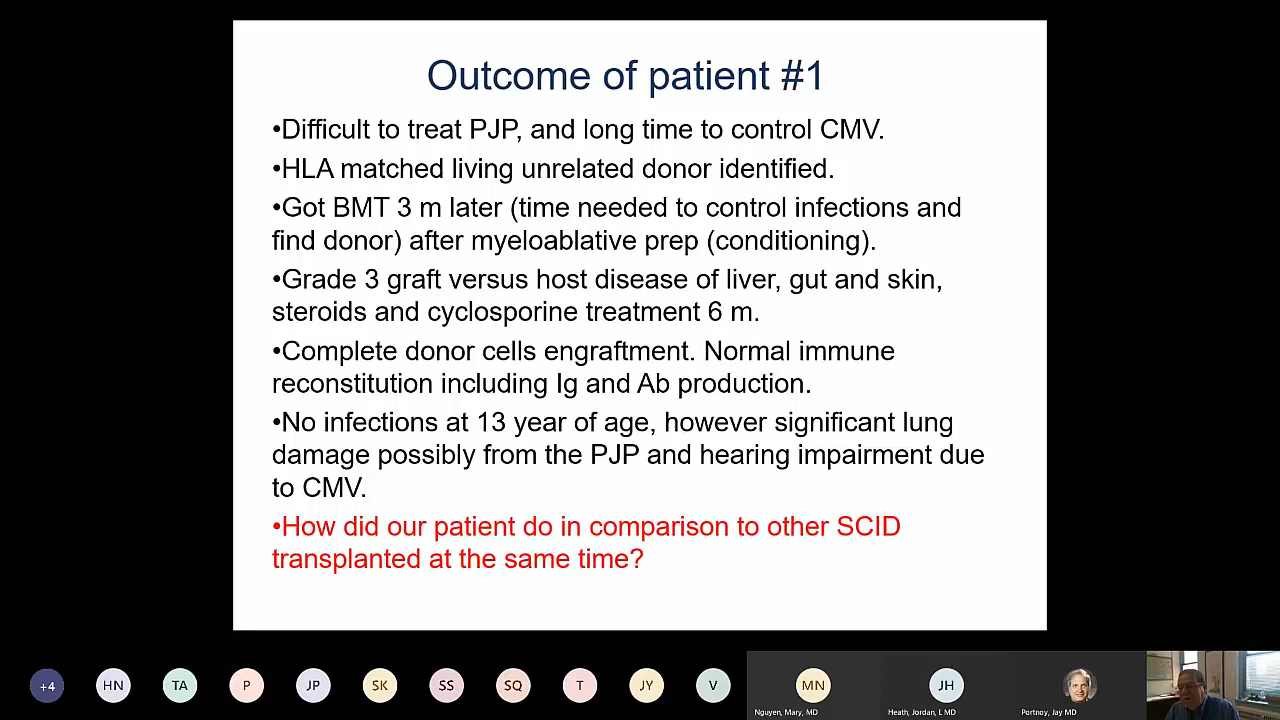 Outcome of patient #1
•Difficult to treat PJP, and long time to control CMV.
•HLA matched living unrelated donor identified.
•Got BMT 3 m later (time needed to control infections and
find donor) after myeloablative prep (conditioning).
•Grade 3 graft versus host disease of liver, gut and skin,
steroids and cyclosporine treatment 6 m.
•Complete donor cells engraftment. Normal immune
reconstitution including Ig and Ab production.
•No infections at 13 year of age, however significant lung
damage possibly from the PJP and hearing impairment due
to CMV.
•How did our patient do in comparison to other SCID
transplanted at the same time?
+4 HN TA P JP SK SS SQ T JY V MN JH
Nguyen, Mary, MD Heath, Jordan, L MD Portnoy, Jay MD